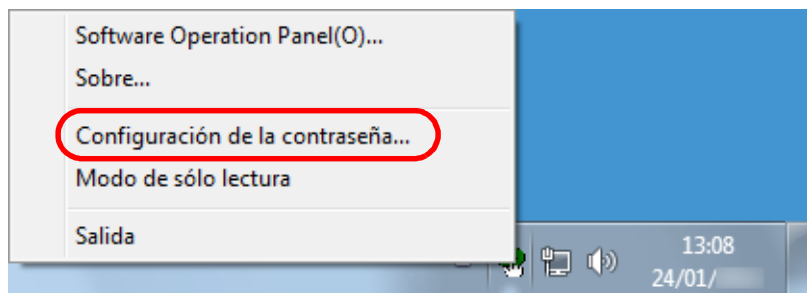 Software Operation Panel(O)...
Sobre...
Configuración de la contraseña...
Modo de sólo lectura
Salida
13:08
24/01/